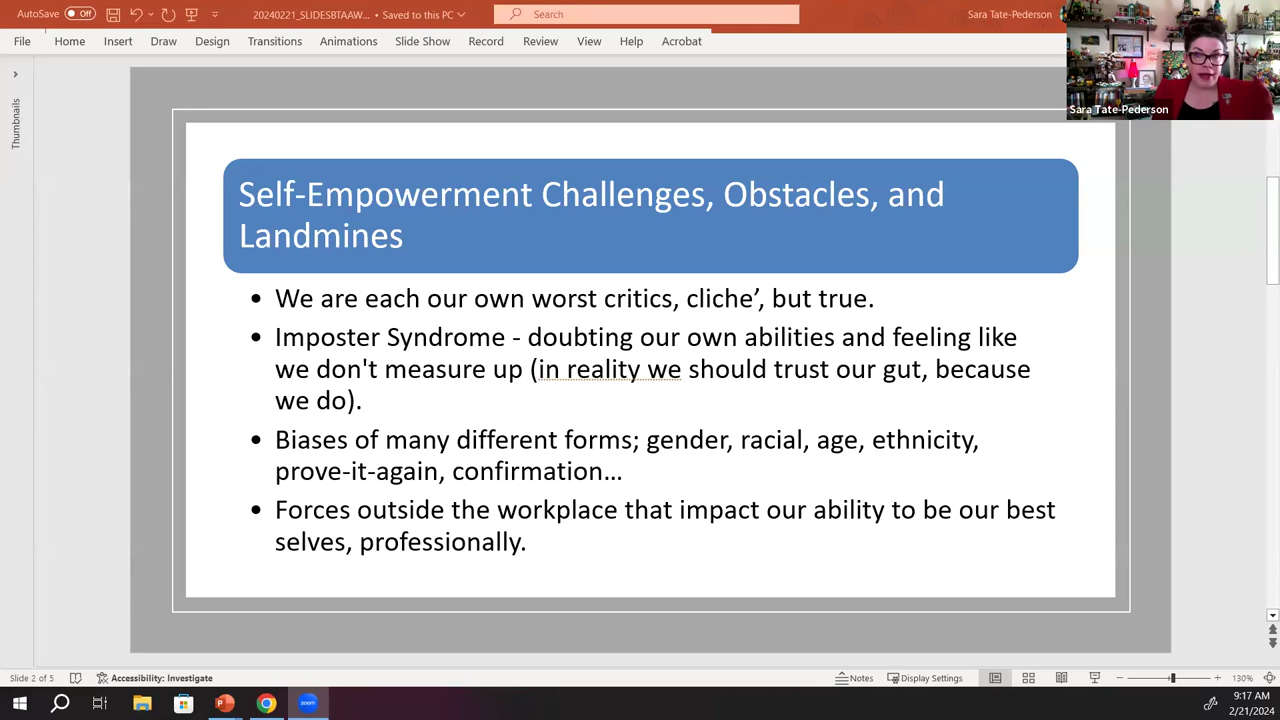 AutoSave Off 20240221_SLIDESBTAAW... • Saved to this PC Search Sara Tate-Pederson
File Home Insert Draw Design Transitions Animations Slide Show Record Review View Help Acrobat
Sara Tate-Pederson
Thumbnails
Self-Empowerment Challenges, Obstacles, and
Landmines
• We are each our own worst critics, cliche’, but true.
• Imposter Syndrome - doubting our own abilities and feeling like
we don't measure up (in reality we should trust our gut, because
we do).
• Biases of many different forms; gender, racial, age, ethnicity,
prove-it-again, confirmation…
• Forces outside the workplace that impact our ability to be our best
selves, professionally.
Slide 2 of 5 Accessibility: Investigate Notes Display Settings 130%
zoom
9:17 AM
2/21/2024